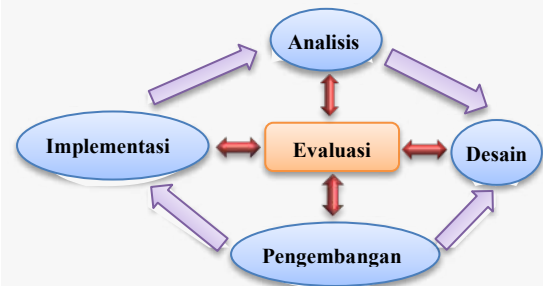 Analisis
Implementasi
Evaluasi
Desain
Pengembangan